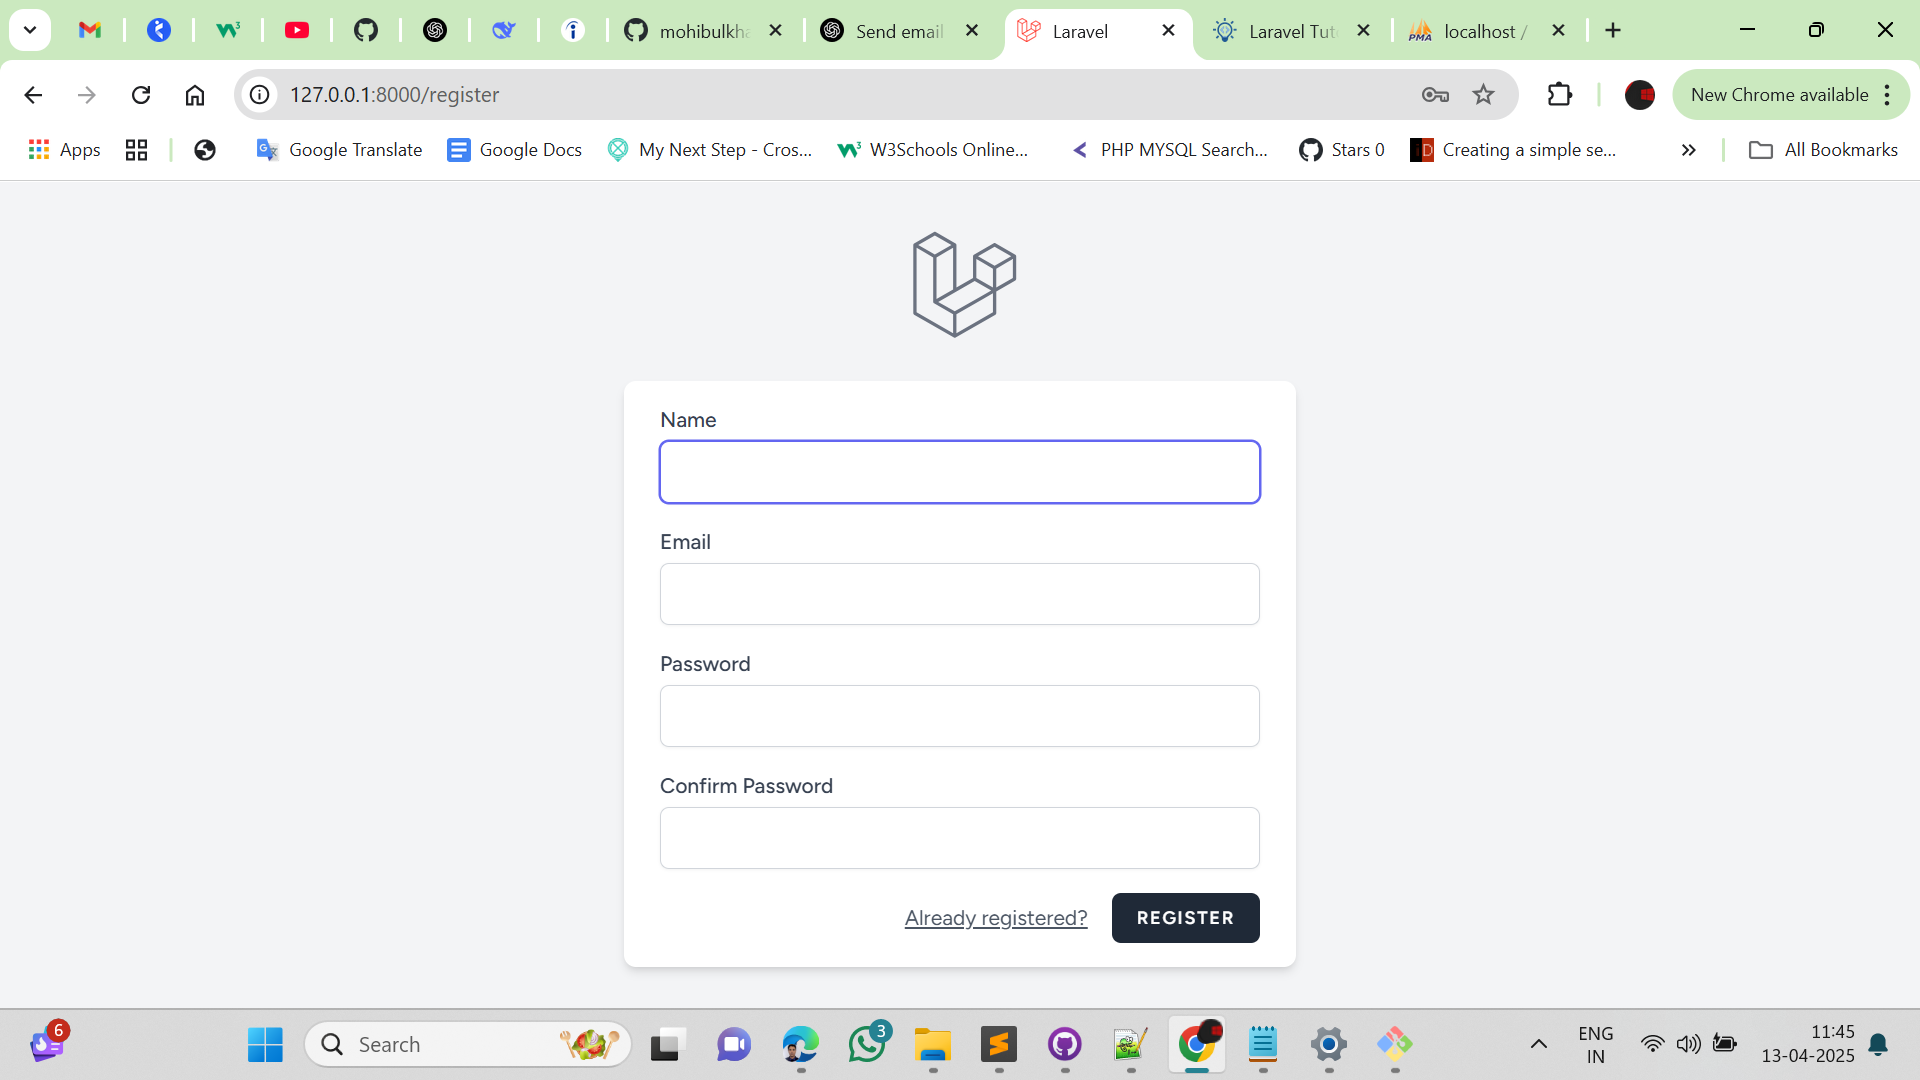 mohibulkha
Send email
Laravel
Laravel Tut
localhost /
PMA
127.0.0.1:8000/register
New Chrome available
Apps
Google Translate
Google Docs
My Next Step - Cros...
W3Schools Online...
PHP MYSQL Search...
Stars 0
Creating a simple se...
All Bookmarks
Name
Email
Password
Confirm Password
Already registered?
REGISTER
6
Search
3
ENG
IN
11:45
13-04-2025